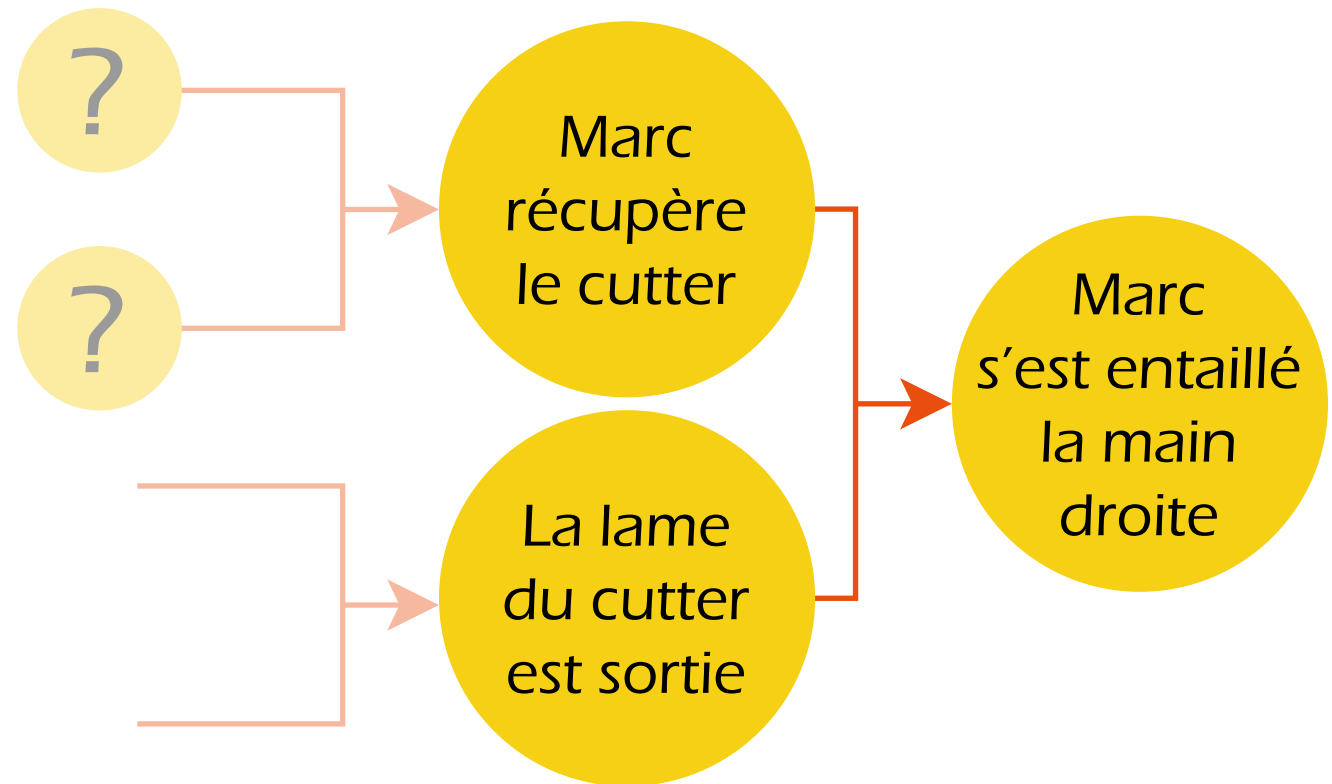 ?
?
Marc
récupère
le cutter
La lame
du cutter
est sortie
Marc
s’est entaillé
la main
droite